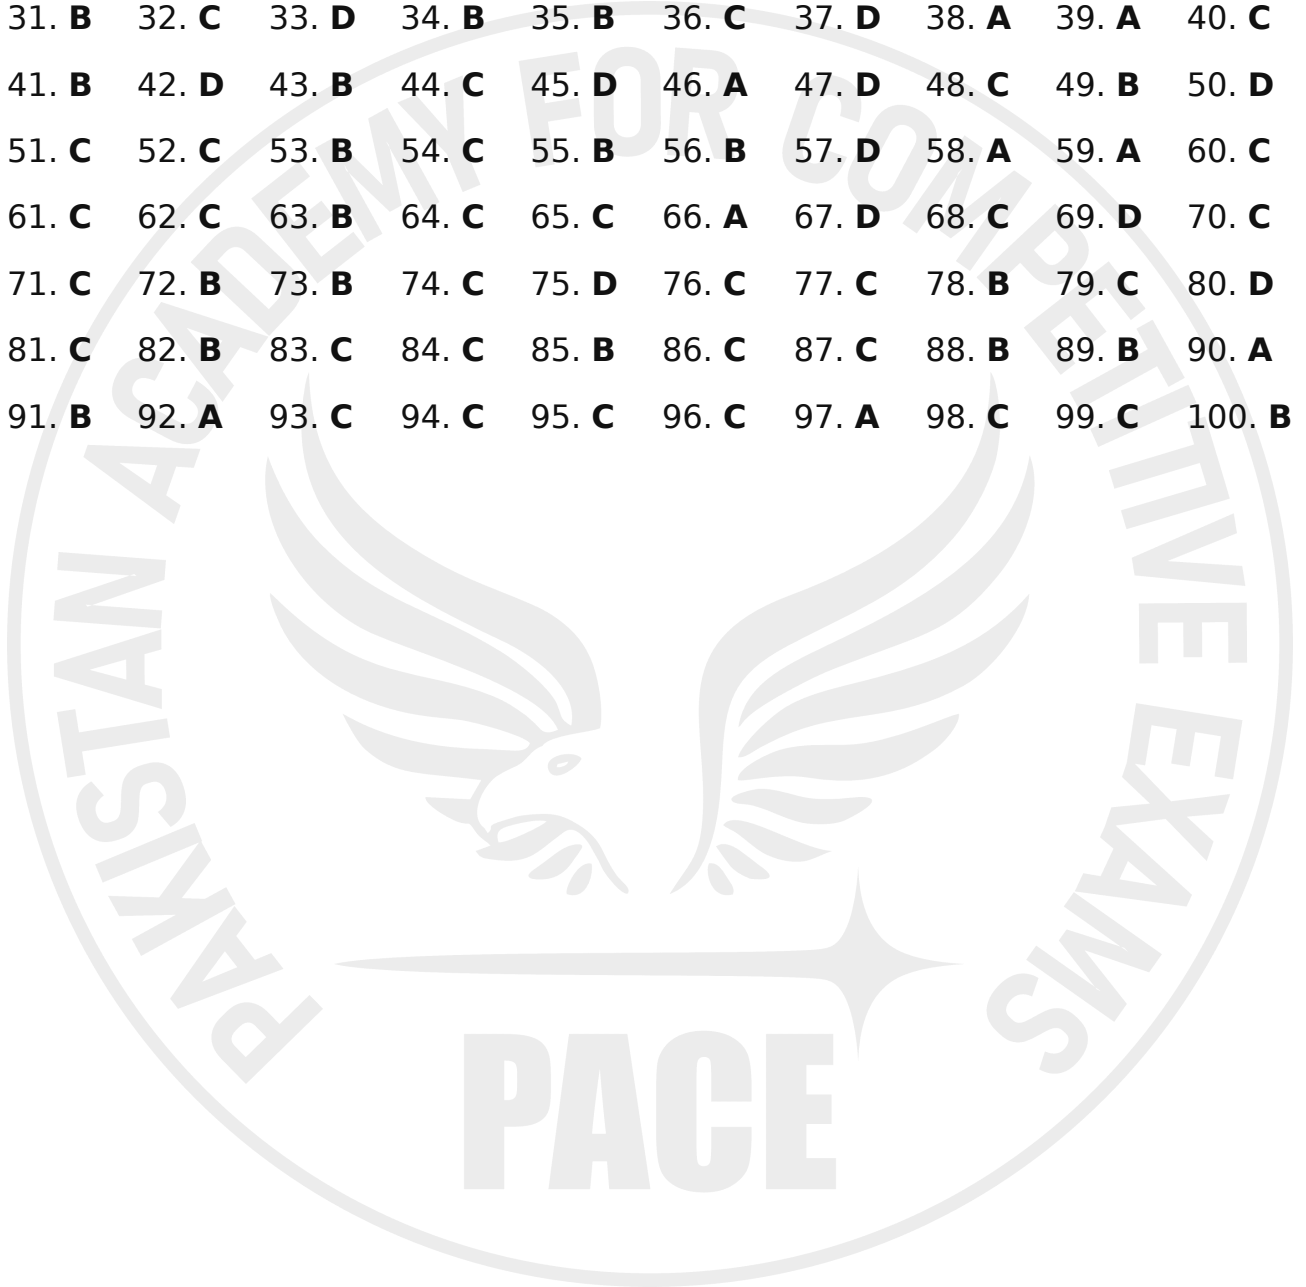 31. B 32. C 33. D 34. B 35. B 36. C 37. D 38. A 39. A 40. C
41. B 42. D 43. B 44. C 45. D 46. A 47. D 48. C 49. B 50. D
51. C 52. C 53. B 54. C 55. B 56. B 57. D 58. A 59. A 60. C
61. C 62. C 63. B 64. C 65. C 66. A 67. D 68. C 69. D 70. C
71. C 72. B 73. B 74. C 75. D 76. C 77. C 78. B 79. C 80. D
81. C 82. B 83. C 84. C 85. B 86. C 87. C 88. B 89. B 90. A
91. B 92. A 93. C 94. C 95. C 96. C 97. A 98. C 99. C 100. B
PAKISTAN ACADEMY FOR COMPETITIVE EXAMS
PACE